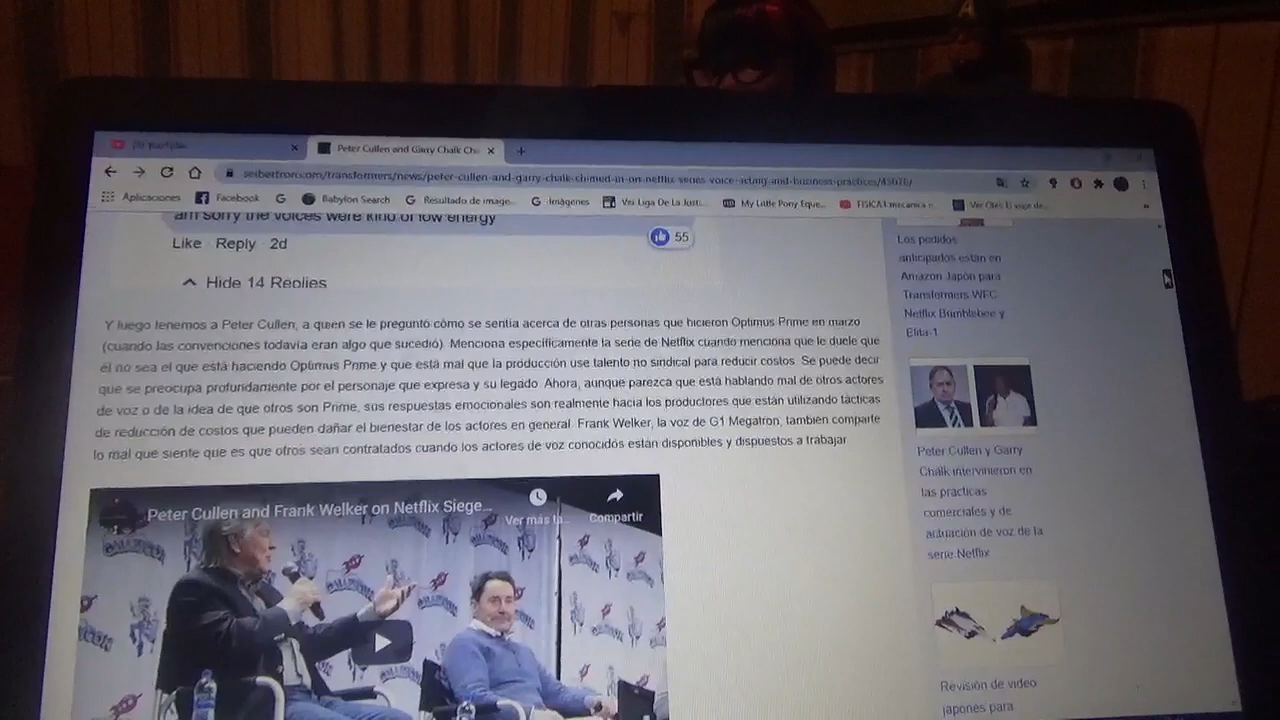 Peter Cullen and Garry Chalk Ch
seibertron.com/transformers/news/peter-cullen-and-garry-chalk-chimed-in-on-netflix-series-voice-acting-and-business-practices/45076/
Aplicaciones Facebook Babylon Search Resultado de image... Imágenes Ver Liga De La Justi... My Little Pony Eque... FISICA I:mecanica e...
am sorry the voices were kind of low energy
Like Reply 2d
55
Hide 14 Replies
Y luego tenemos a Peter Cullen, a quien se le preguntó cómo se sentía acerca de otras personas que hicieron Optimus Prime en marzo
(cuando las convenciones todavía eran algo que sucedió). Menciona específicamente la serie de Netflix cuando menciona que le duele que
él no sea el que está haciendo Optimus Prime y que está mal que la producción use talento no sindical para reducir costos. Se puede decir
que se preocupa profundamente por el personaje que expresa y su legado. Ahora, aunque parezca que está hablando mal de otros actores
de voz o de la idea de que otros son Prime, sus respuestas emocionales son realmente hacia los productores que están utilizando tácticas
de reducción de costos que pueden dañar el bienestar de los actores en general. Frank Welker, la voz de G1 Megatron, también comparte
lo mal que siente que es que otros sean contratados cuando los actores de voz conocidos están disponibles y dispuestos a trabajar
Peter Cullen and Frank Welker on Netflix Siege...
Ver más ta... Compartir
Los pedidos
anticipados están en
Amazon Japón para
Transformers WFC
Netflix Bumblebee y
Elita-1
Peter Cullen y Garry
Chalk intervinieron en
las prácticas
comerciales y de
actuación de voz de la
serie Netflix
Revisión de video
japonés para